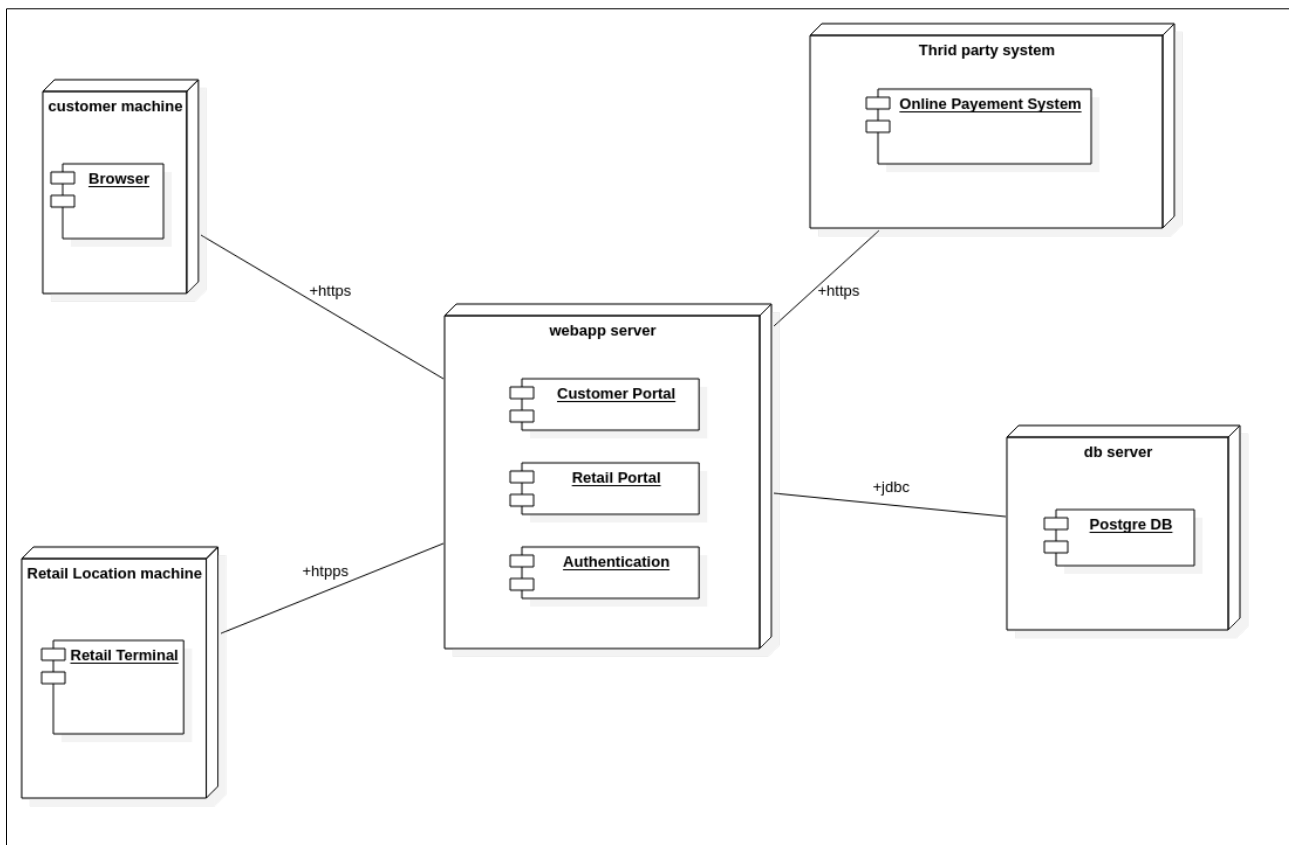 Thrid party system
Online Payement System
customer machine
Browser
+https
+https
webapp server
Customer Portal
Retail Portal
Authentication
+jdbc
db server
Postgre DB
+htpps
Retail Location machine
Retail Terminal